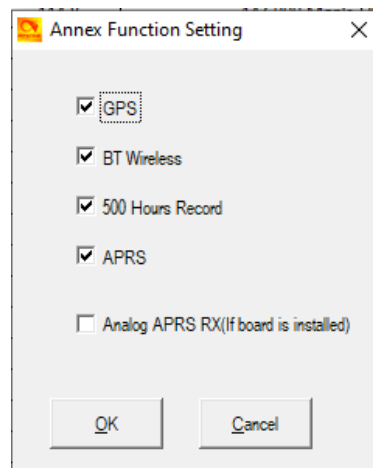 Annex Function Setting
GPS
BT Wireless
500 Hours Record
APRS
Analog APRS RX(If board is installed)
OK
Cancel